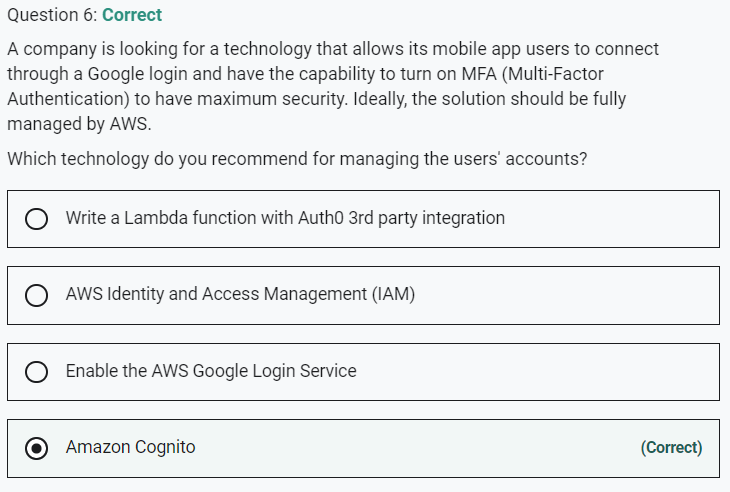 Question 6: Correct
A company is looking for a technology that allows its mobile app users to connect
through a Google login and have the capability to turn on MFA (Multi-Factor
Authentication) to have maximum security. Ideally, the solution should be fully
managed by AWS.
Which technology do you recommend for managing the users' accounts?
Write a Lambda function with Auth0 3rd party integration
AWS Identity and Access Management (IAM)
Enable the AWS Google Login Service
Amazon Cognito (Correct)